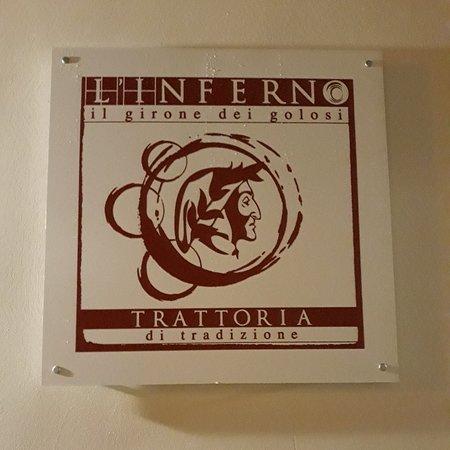 L'INFERNO
il girone dei golosi
TRATTORIA
di tradizione